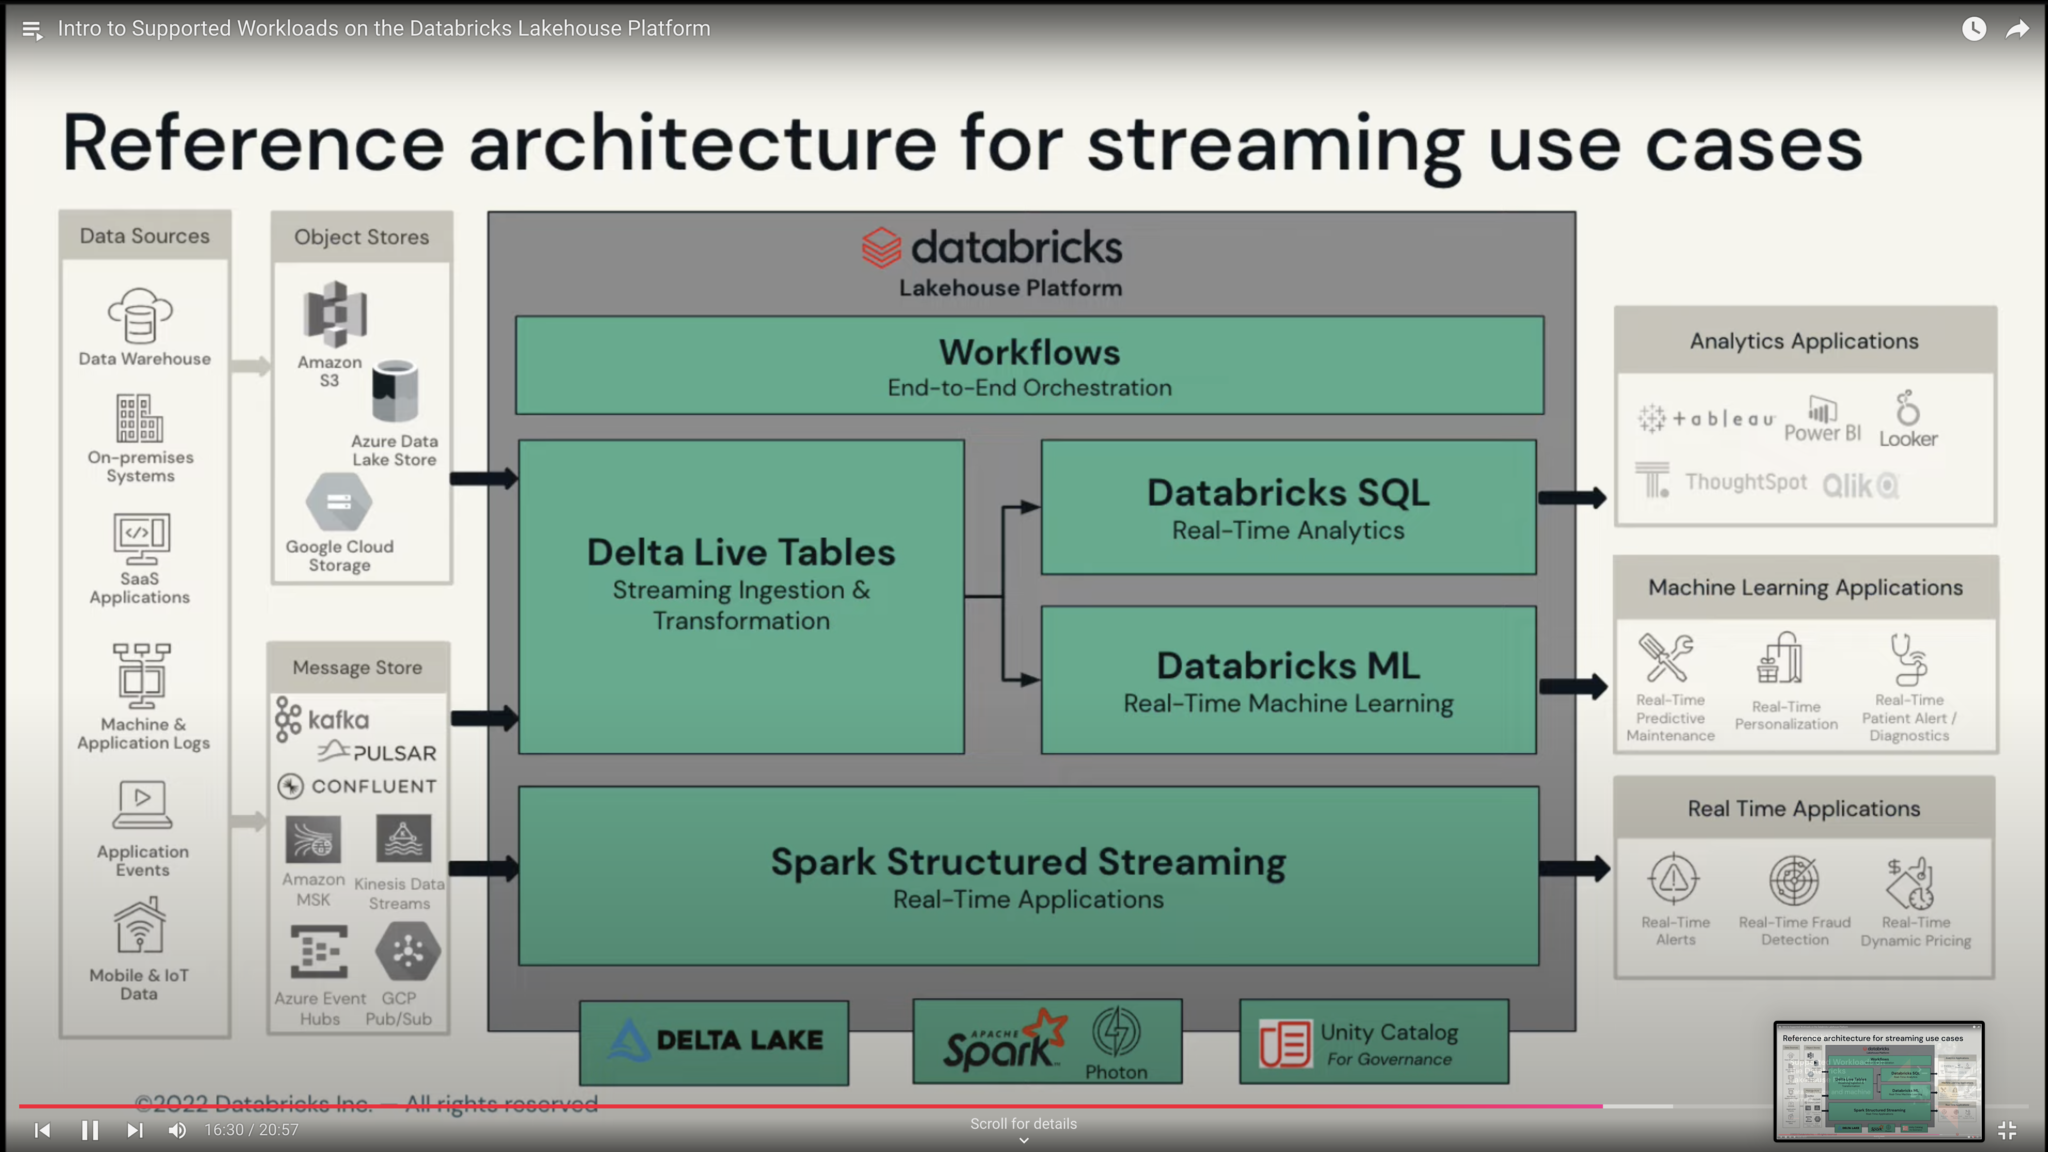 Intro to Supported Workloads on the Databricks Lakehouse Platform
Reference architecture for streaming use cases
Data Sources
Data Warehouse
On-premises
Systems
SaaS
Applications
Machine &
Application Logs
Application
Events
Mobile & IoT
Data
Object Stores
Amazon
S3
Azure Data
Lake Store
Google Cloud
Storage
Message Store
kafka
PULSAR
CONFLUENT
Amazon
MSK
Kinesis Data
Streams
Azure Event
Hubs
GCP
Pub/Sub
databricks
Lakehouse Platform
Workflows
End-to-End Orchestration
Delta Live Tables
Streaming Ingestion &
Transformation
Databricks SQL
Real-Time Analytics
Databricks ML
Real-Time Machine Learning
Spark Structured Streaming
Real-Time Applications
DELTA LAKE
APACHE
Spark
Photon
Unity Catalog
For Governance
Analytics Applications
+ableau
Power BI
Looker
ThoughtSpot
Qlik
Machine Learning Applications
Real-Time
Predictive
Maintenance
Real-Time
Personalization
Real-Time
Patient Alert /
Diagnostics
Real Time Applications
Real-Time
Alerts
Real-Time Fraud
Detection
Real-Time
Dynamic Pricing
©2022 Databricks Inc. — All rights reserved
16:30 / 20:57
Scroll for details
Reference architecture for streaming use cases